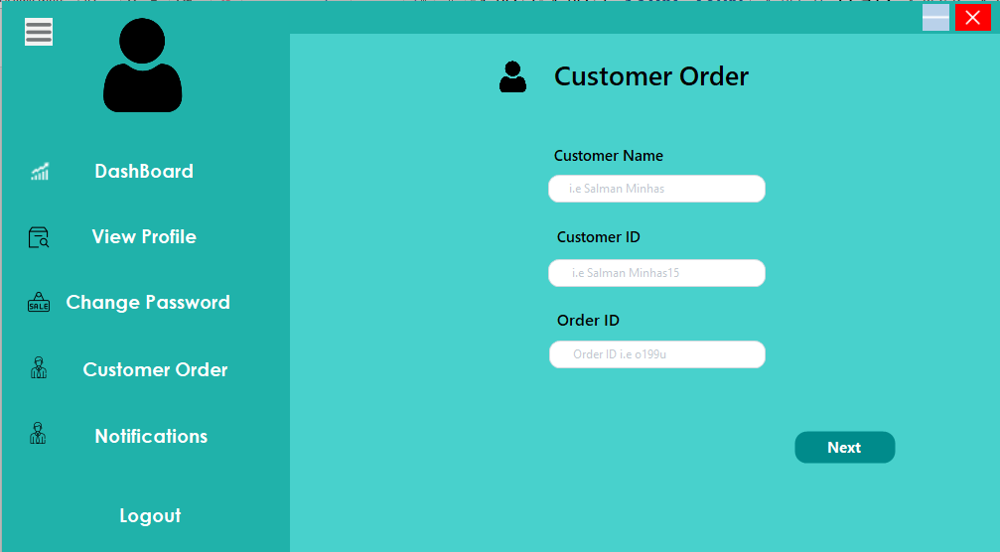 DashBoard
View Profile
SALE
Change Password
Customer Order
Notifications
Logout
Customer Order
Customer Name
i.e Salman Minhas
Customer ID
i.e Salman Minhas15
Order ID
Order ID i.e o199u
Next